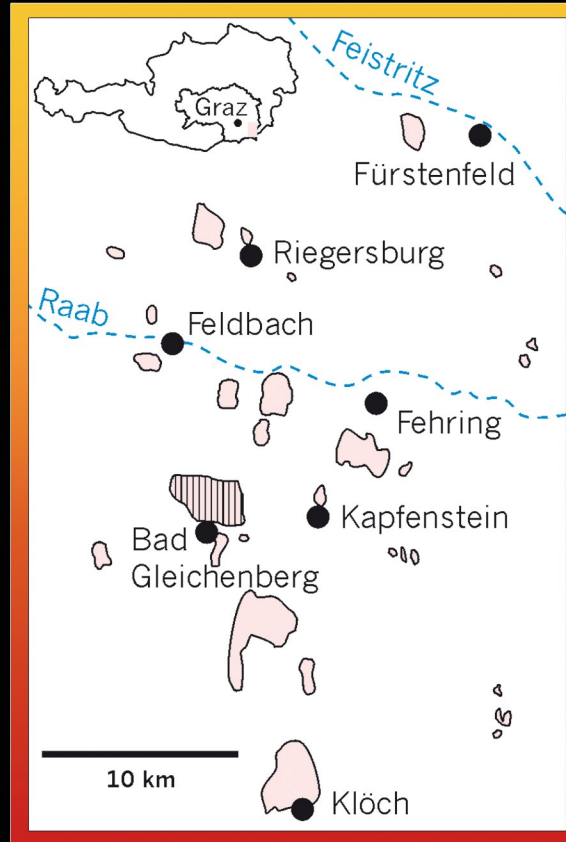 Feistritz
Graz
Fürstenfeld
Riegersburg
Raab
Feldbach
Fehring
Kapfenstein
Bad
Gleichenberg
10 km
Klöch